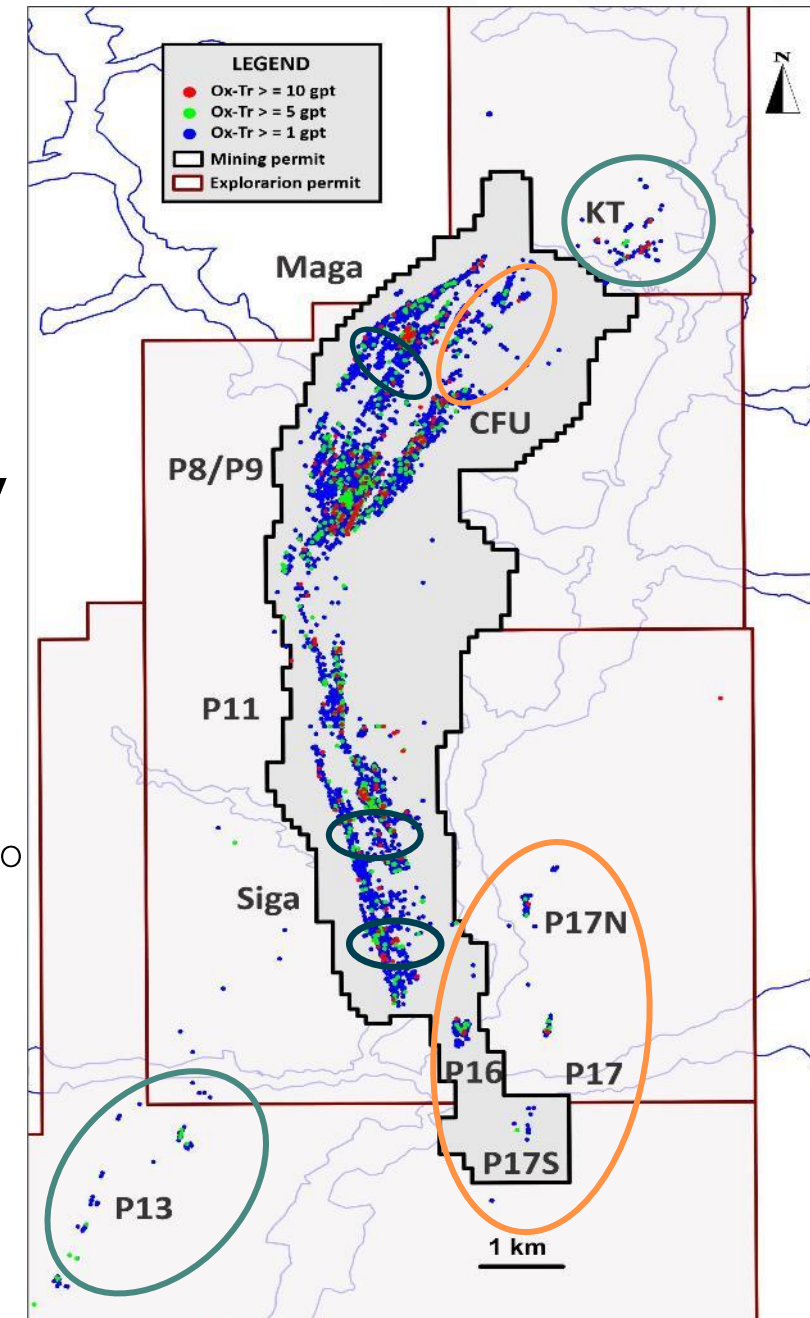 LEGEND
Ox-Tr > = 10 gpt
Ox-Tr > = 5 gpt
Ox-Tr > = 1 gpt
Mining permit
Explorarion permit
N
KT
Maga
CFU
P8/P9
P11
Siga
P17N
P16
P17
P17S
P13
1 km